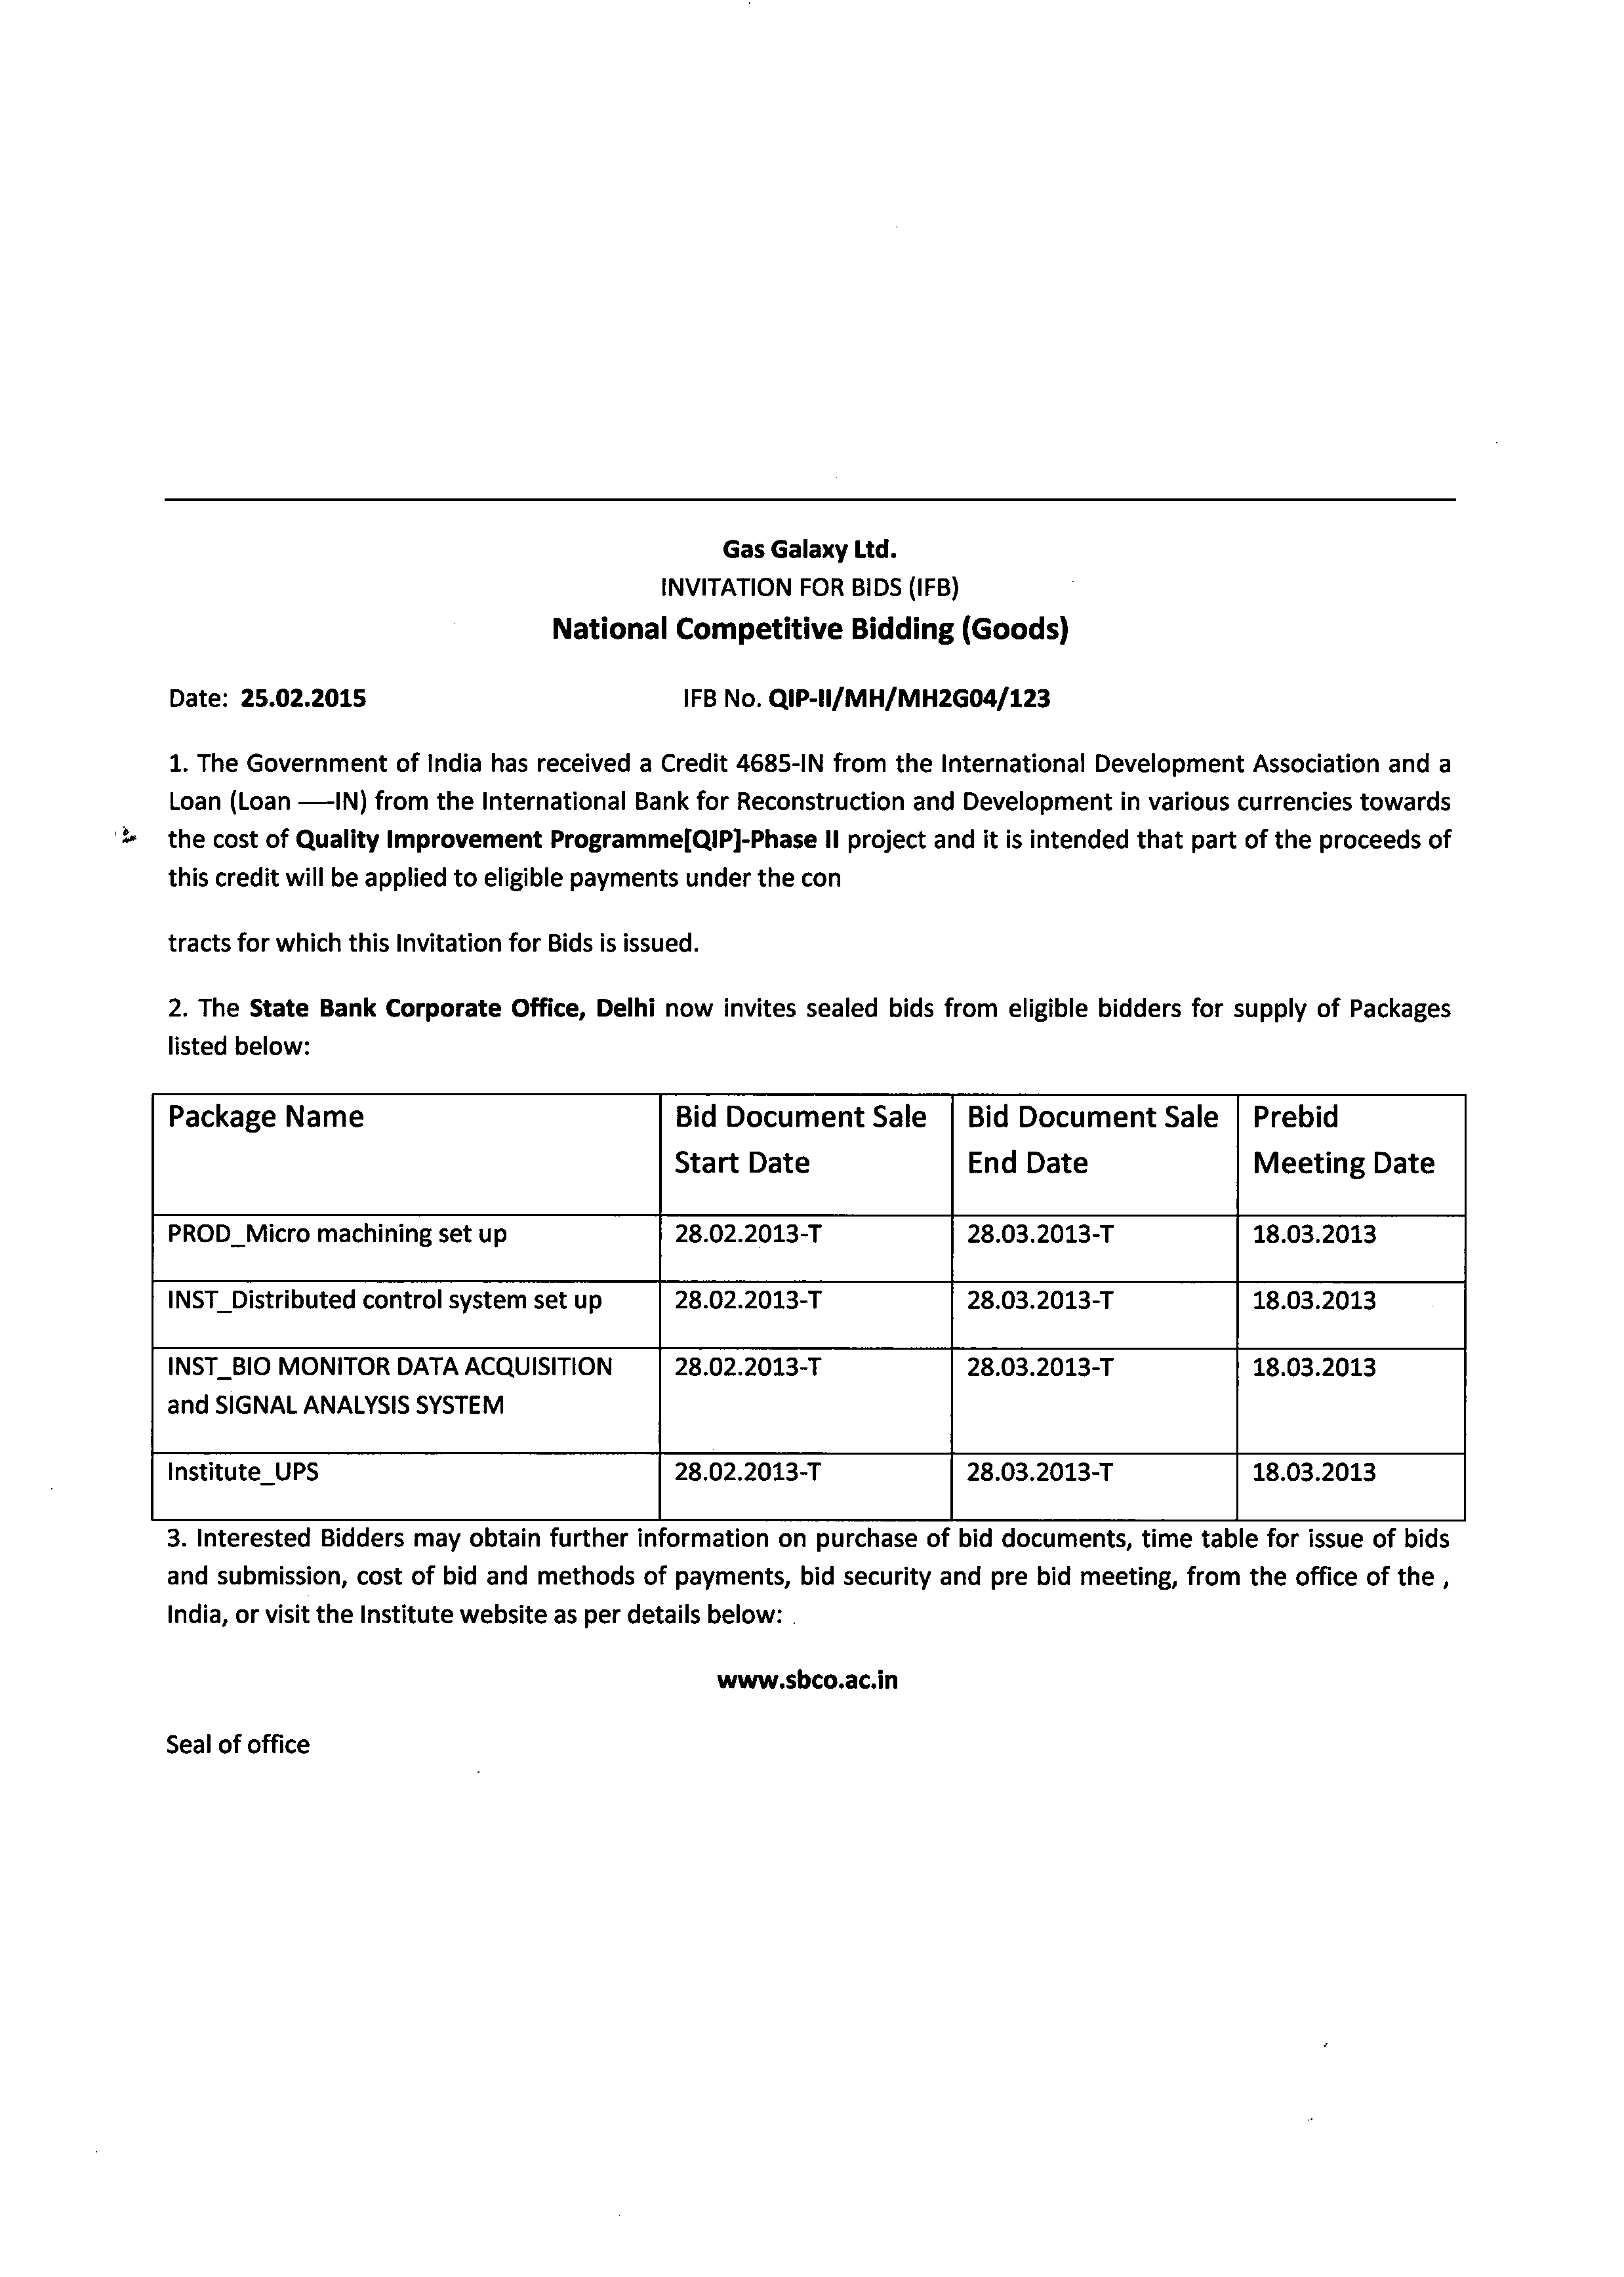 Gas Galaxy Ltd.
INVITATION FOR BIDS (IFB)
National Competitive Bidding (Goods)
Date: 25.02.2015 IFB No. QIP-II/MH/MH2G04/123
1. The Government of India has received a Credit 4685-IN from the International Development Association and a
Loan (Loan —–IN) from the International Bank for Reconstruction and Development in various currencies towards
the cost of Quality Improvement Programme[QIP]-Phase II project and it is intended that part of the proceeds of
this credit will be applied to eligible payments under the con
tracts for which this Invitation for Bids is issued.
2. The State Bank Corporate Office, Delhi now invites sealed bids from eligible bidders for supply of Packages
listed below:
Package Name Bid Document Sale Bid Document Sale Prebid
Start Date End Date Meeting Date
PROD_Micro machining set up 28.02.2013-T 28.03.2013-T 18.03.2013
INST_Distributed control system set up 28.02.2013-T 28.03.2013-T 18.03.2013
INST_BIO MONITOR DATA ACQUISITION 28.02.2013-T 28.03.2013-T 18.03.2013
and SIGNAL ANALYSIS SYSTEM
Institute_UPS 28.02.2013-T 28.03.2013-T 18.03.2013
3. Interested Bidders may obtain further information on purchase of bid documents, time table for issue of bids
and submission, cost of bid and methods of payments, bid security and pre bid meeting, from the office of the ,
India, or visit the Institute website as per details below:
www.sbco.ac.in
Seal of office